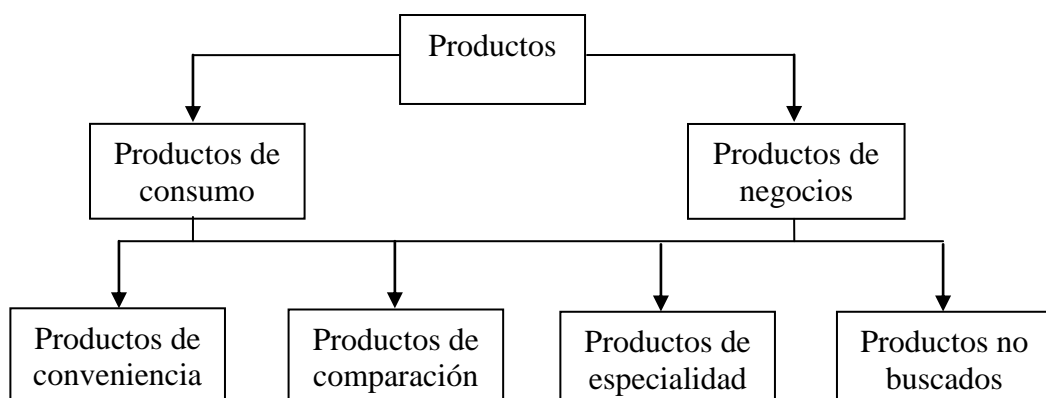 Productos
Productos de
consumo
Productos de
negocios
Productos de
conveniencia
Productos de
comparación
Productos de
especialidad
Productos no
buscados